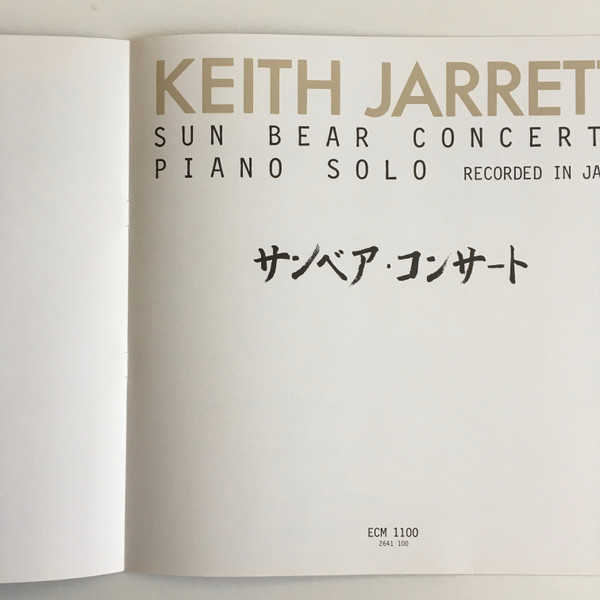 KEITH JARRET
SUN BEAR CONCERT
PIANO SOLO RECORDED IN JA
サンベア・コンサート
ECM 1100
2641 100